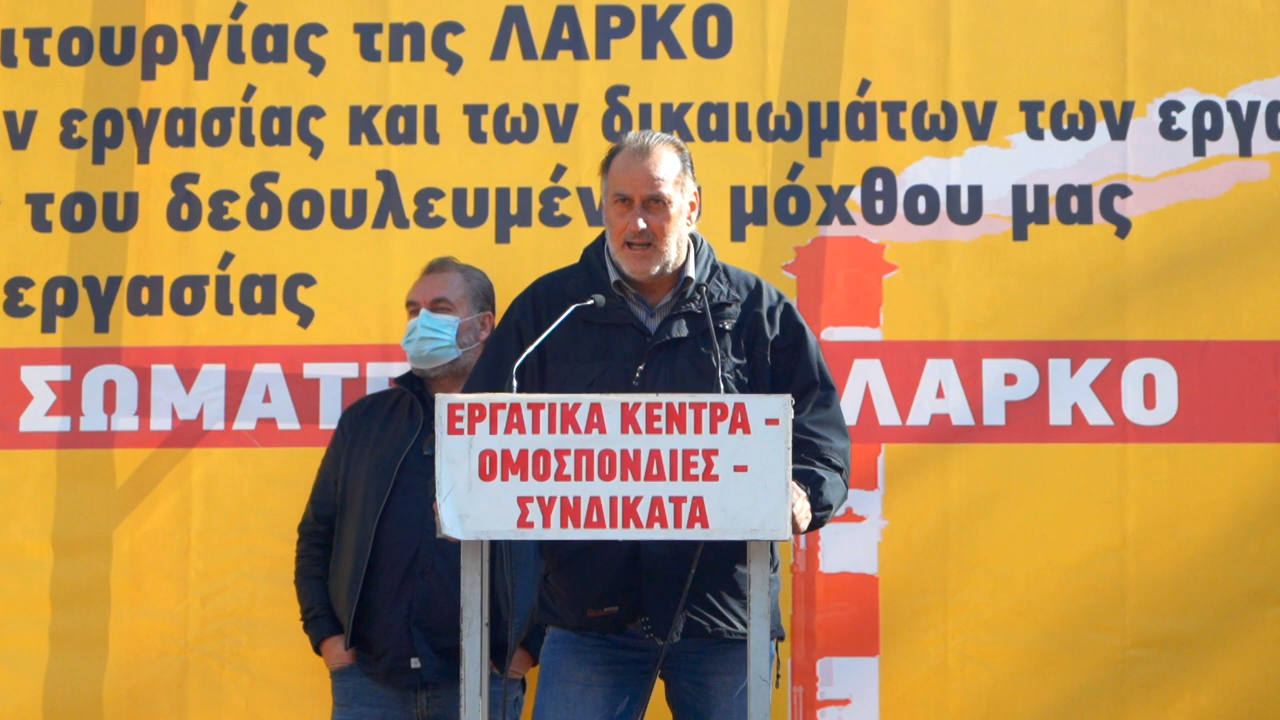 ιτουργίας της ΛΑΡΚΟ
ν εργασίας και των δικαιωμάτων των εργα
του δεδουλευμέν μόχθου μας
εργασίας
ΣΩΜΑΤΕ ΛΑΡΚΟ
ΕΡΓΑΤΙΚΑ ΚΕΝΤΡΑ -
ΟΜΟΣΠΟΝΔΙΕΣ -
ΣΥΝΔΙΚΑΤΑ